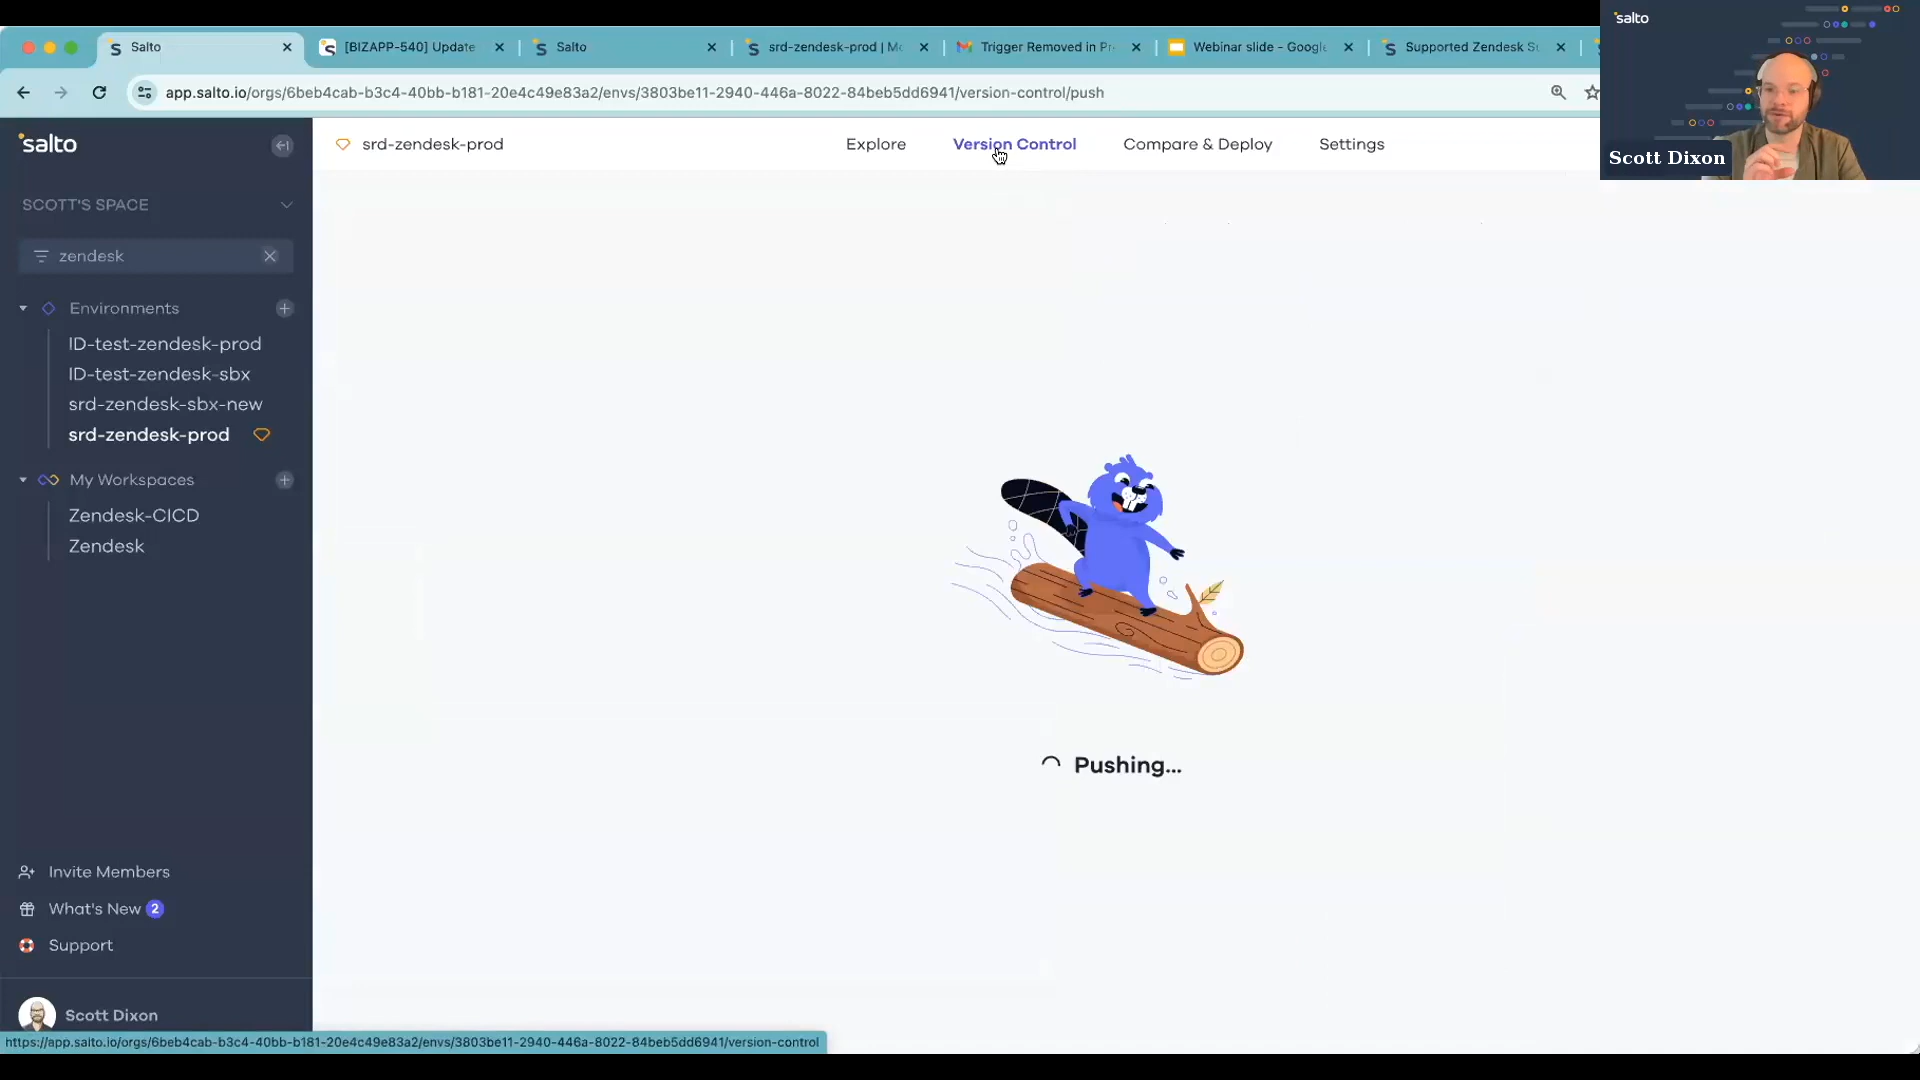 Salto
[BIZAPP-540] Update
Salto
srd-zendesk-prod | Mo
Trigger Removed in Pr
Webinar slide - Google
Supported Zendesk Su
app.salto.io/orgs/6beb4cab-b3c4-40bb-b181-20e4c49e83a2/envs/3803be11-2940-446a-8022-84beb5dd6941/version-control/push
salto
Scott Dixon
salto
srd-zendesk-prod
Explore
Version Control
Compare & Deploy
Settings
SCOTT'S SPACE
zendesk
Environments
ID-test-zendesk-prod
ID-test-zendesk-sbx
srd-zendesk-sbx-new
srd-zendesk-prod
My Workspaces
Zendesk-CICD
Zendesk
Pushing...
Invite Members
What's New 2
Support
Scott Dixon
https://app.salto.io/orgs/6beb4cab-b3c4-40bb-b181-20e4c49e83a2/envs/3803be11-2940-446a-8022-84beb5dd6941/version-control